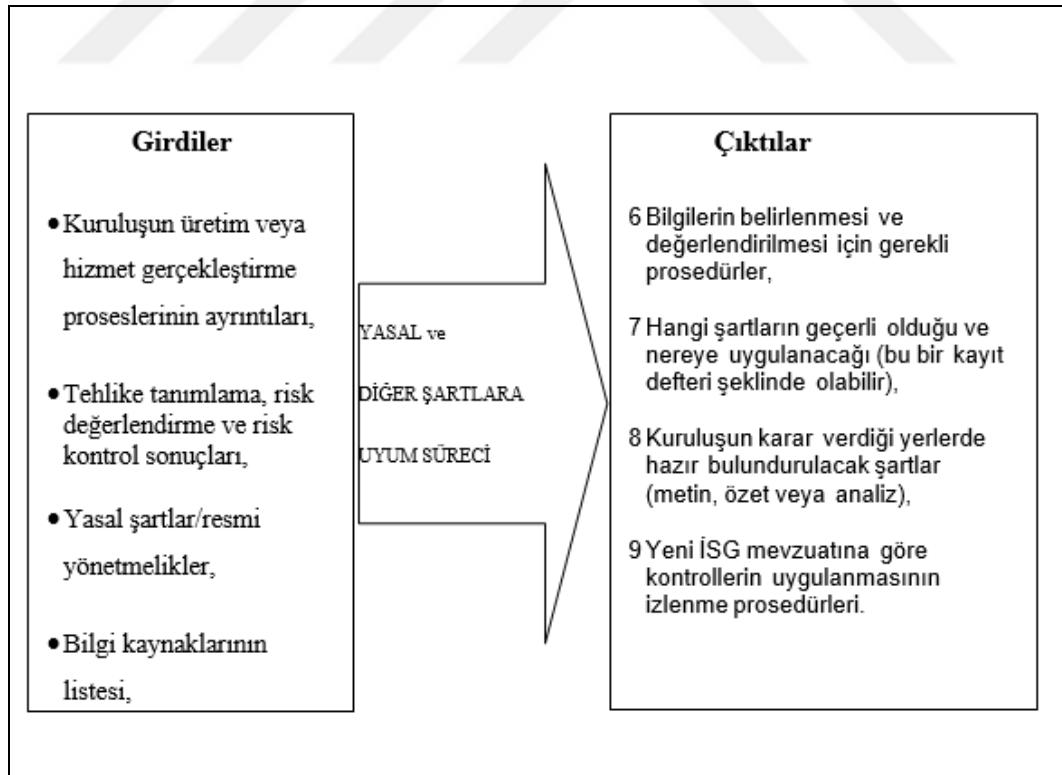 Girdiler
• Kuruluşun üretim veya
hizmet gerçekleştirme
proseslerinin ayrıntıları,
• Tehlike tanımlama, risk
değerlendirme ve risk
kontrol sonuçları,
• Yasal şartlar/resmi
yönetmelikler,
• Bilgi kaynaklarının
listesi,
YASAL ve
DİĞER ŞARTLARA
UYUM SÜRECİ
Çıktılar
6 Bilgilerin belirlenmesi ve
değerlendirilmesi için gerekli
prosedürler,
7 Hangi şartların geçerli olduğu ve
nereye uygulanacağı (bu bir kayıt
defteri şeklinde olabilir),
8 Kuruluşun karar verdiği yerlerde
hazır bulundurulacak şartlar
(metin, özet veya analiz),
9 Yeni İSG mevzuatına göre
kontrollerin uygulanmasının
izlenme prosedürleri.